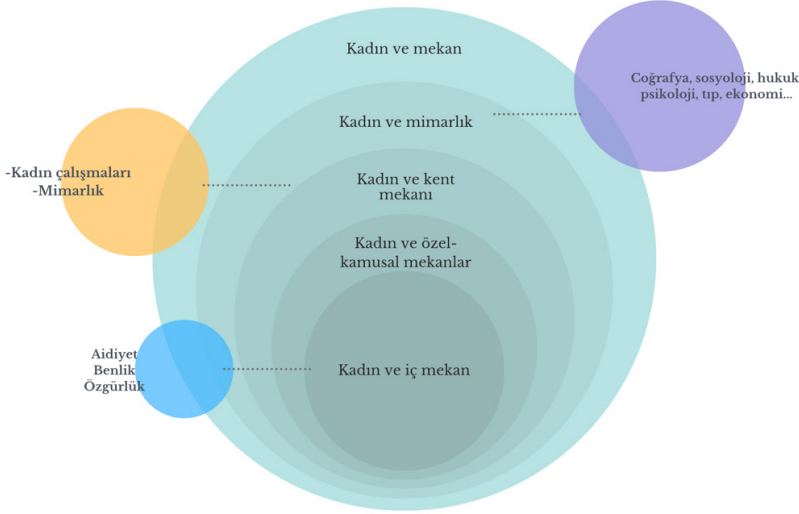 Kadın ve mekan
Coğrafya, sosyoloji, hukuk
psikoloji, tıp, ekonomi...
Kadın ve mimarlık
-Kadın çalışmaları
-Mimarlık
Kadın ve kent
mekanı
Kadın ve özel-
kamusal mekanlar
Aidiyet
Benlik
Özgürlük
Kadın ve iç mekan